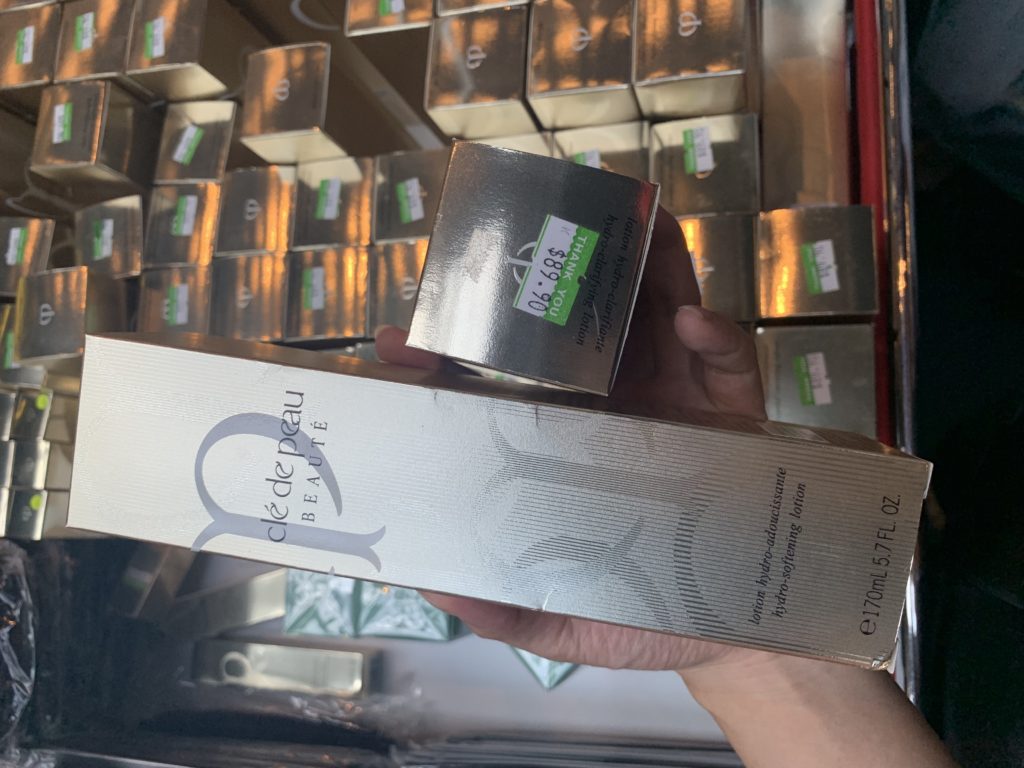 THANK YOU
$89.90
lotion hydro-clarifiante
hydro-clarifying lotion
clé de peau
BEAUTÉ
lotion hydro-adoucissante
hydro-softening lotion
e170mL 5.7 FL. OZ.